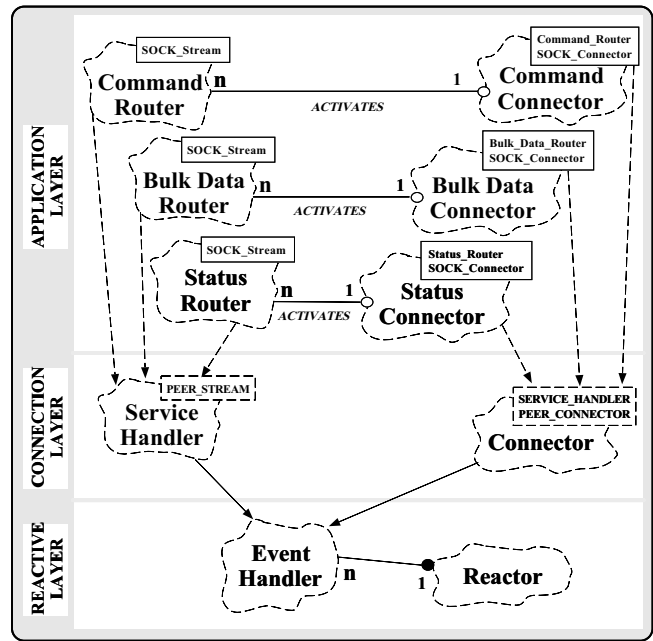 APPLICATION
LAYER
SOCK_Stream
Command
Router
n
1
ACTIVATES
Command_Router
SOCK_Connector
Command
Connector
SOCK_Stream
Bulk Data
Router
n
1
ACTIVATES
Bulk_Data_Router
SOCK_Connector
Bulk Data
Connector
SOCK_Stream
Status
Router
n
1
ACTIVATES
Status_Router
SOCK_Connector
Status
Connector
CONNECTION
LAYER
PEER_STREAM
Service
Handler
SERVICE_HANDLER
PEER_CONNECTOR
Connector
REACTIVE
LAYER
Event
Handler
n
1
Reactor